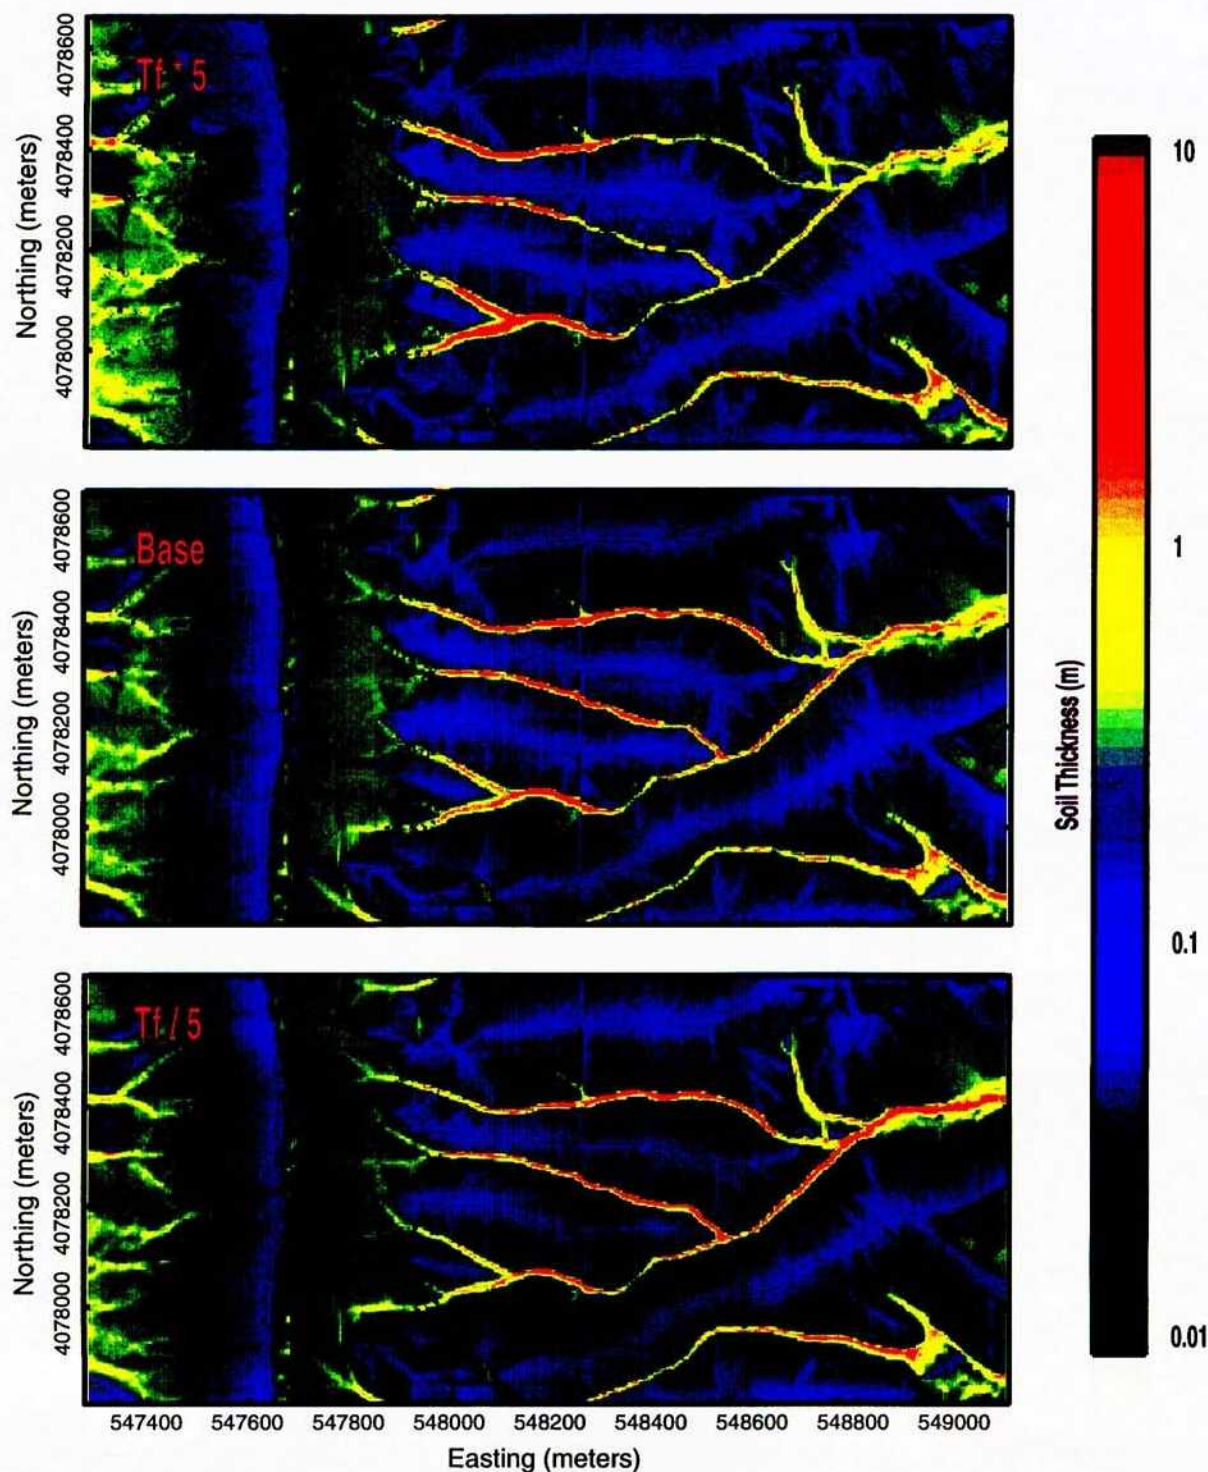 4078600
4078400
4078200
4078000
Northing (meters)
Tf * 5
4078600
4078400
4078200
4078000
Northing (meters)
Base
4078600
4078400
4078200
4078000
Northing (meters)
Tf / 5
547400 547600 547800 548000 548200 548400 548600 548800 549000
Easting (meters)
Soil Thickness (m)
10
1
0.1
0.01